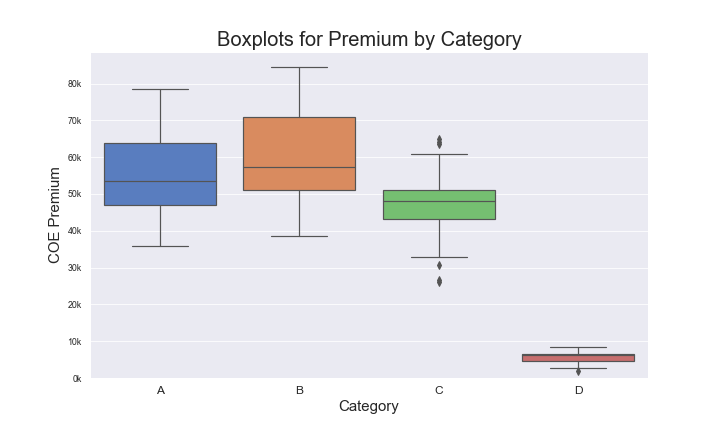 Boxplots for Premium by Category
COE Premium
80k
70k
60k
50k
40k
30k
20k
10k
0k
A B C D
Category